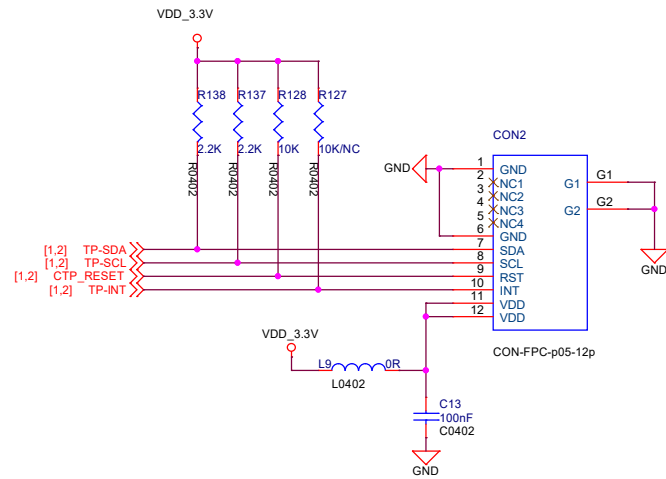 VDD_3.3V
R138 R137 R128 R127
2.2K 2.2K 10K 10K/NC
R0402 R0402 R0402 R0402
CON2
GND 1 GND
2 NC1 G1 G1
3 NC2
4 NC3 G2 G2
5 NC4
6 GND
[1,2] TP-SDA 7 SDA
[1,2] TP-SCL 8 SCL
[1,2] CTP_RESET 9 RST
[1,2] TP-INT 10 INT
11 VDD
12 VDD
GND
VDD_3.3V
CON-FPC-p05-12p
L9 0R
L0402
C13
100nF
C0402
GND